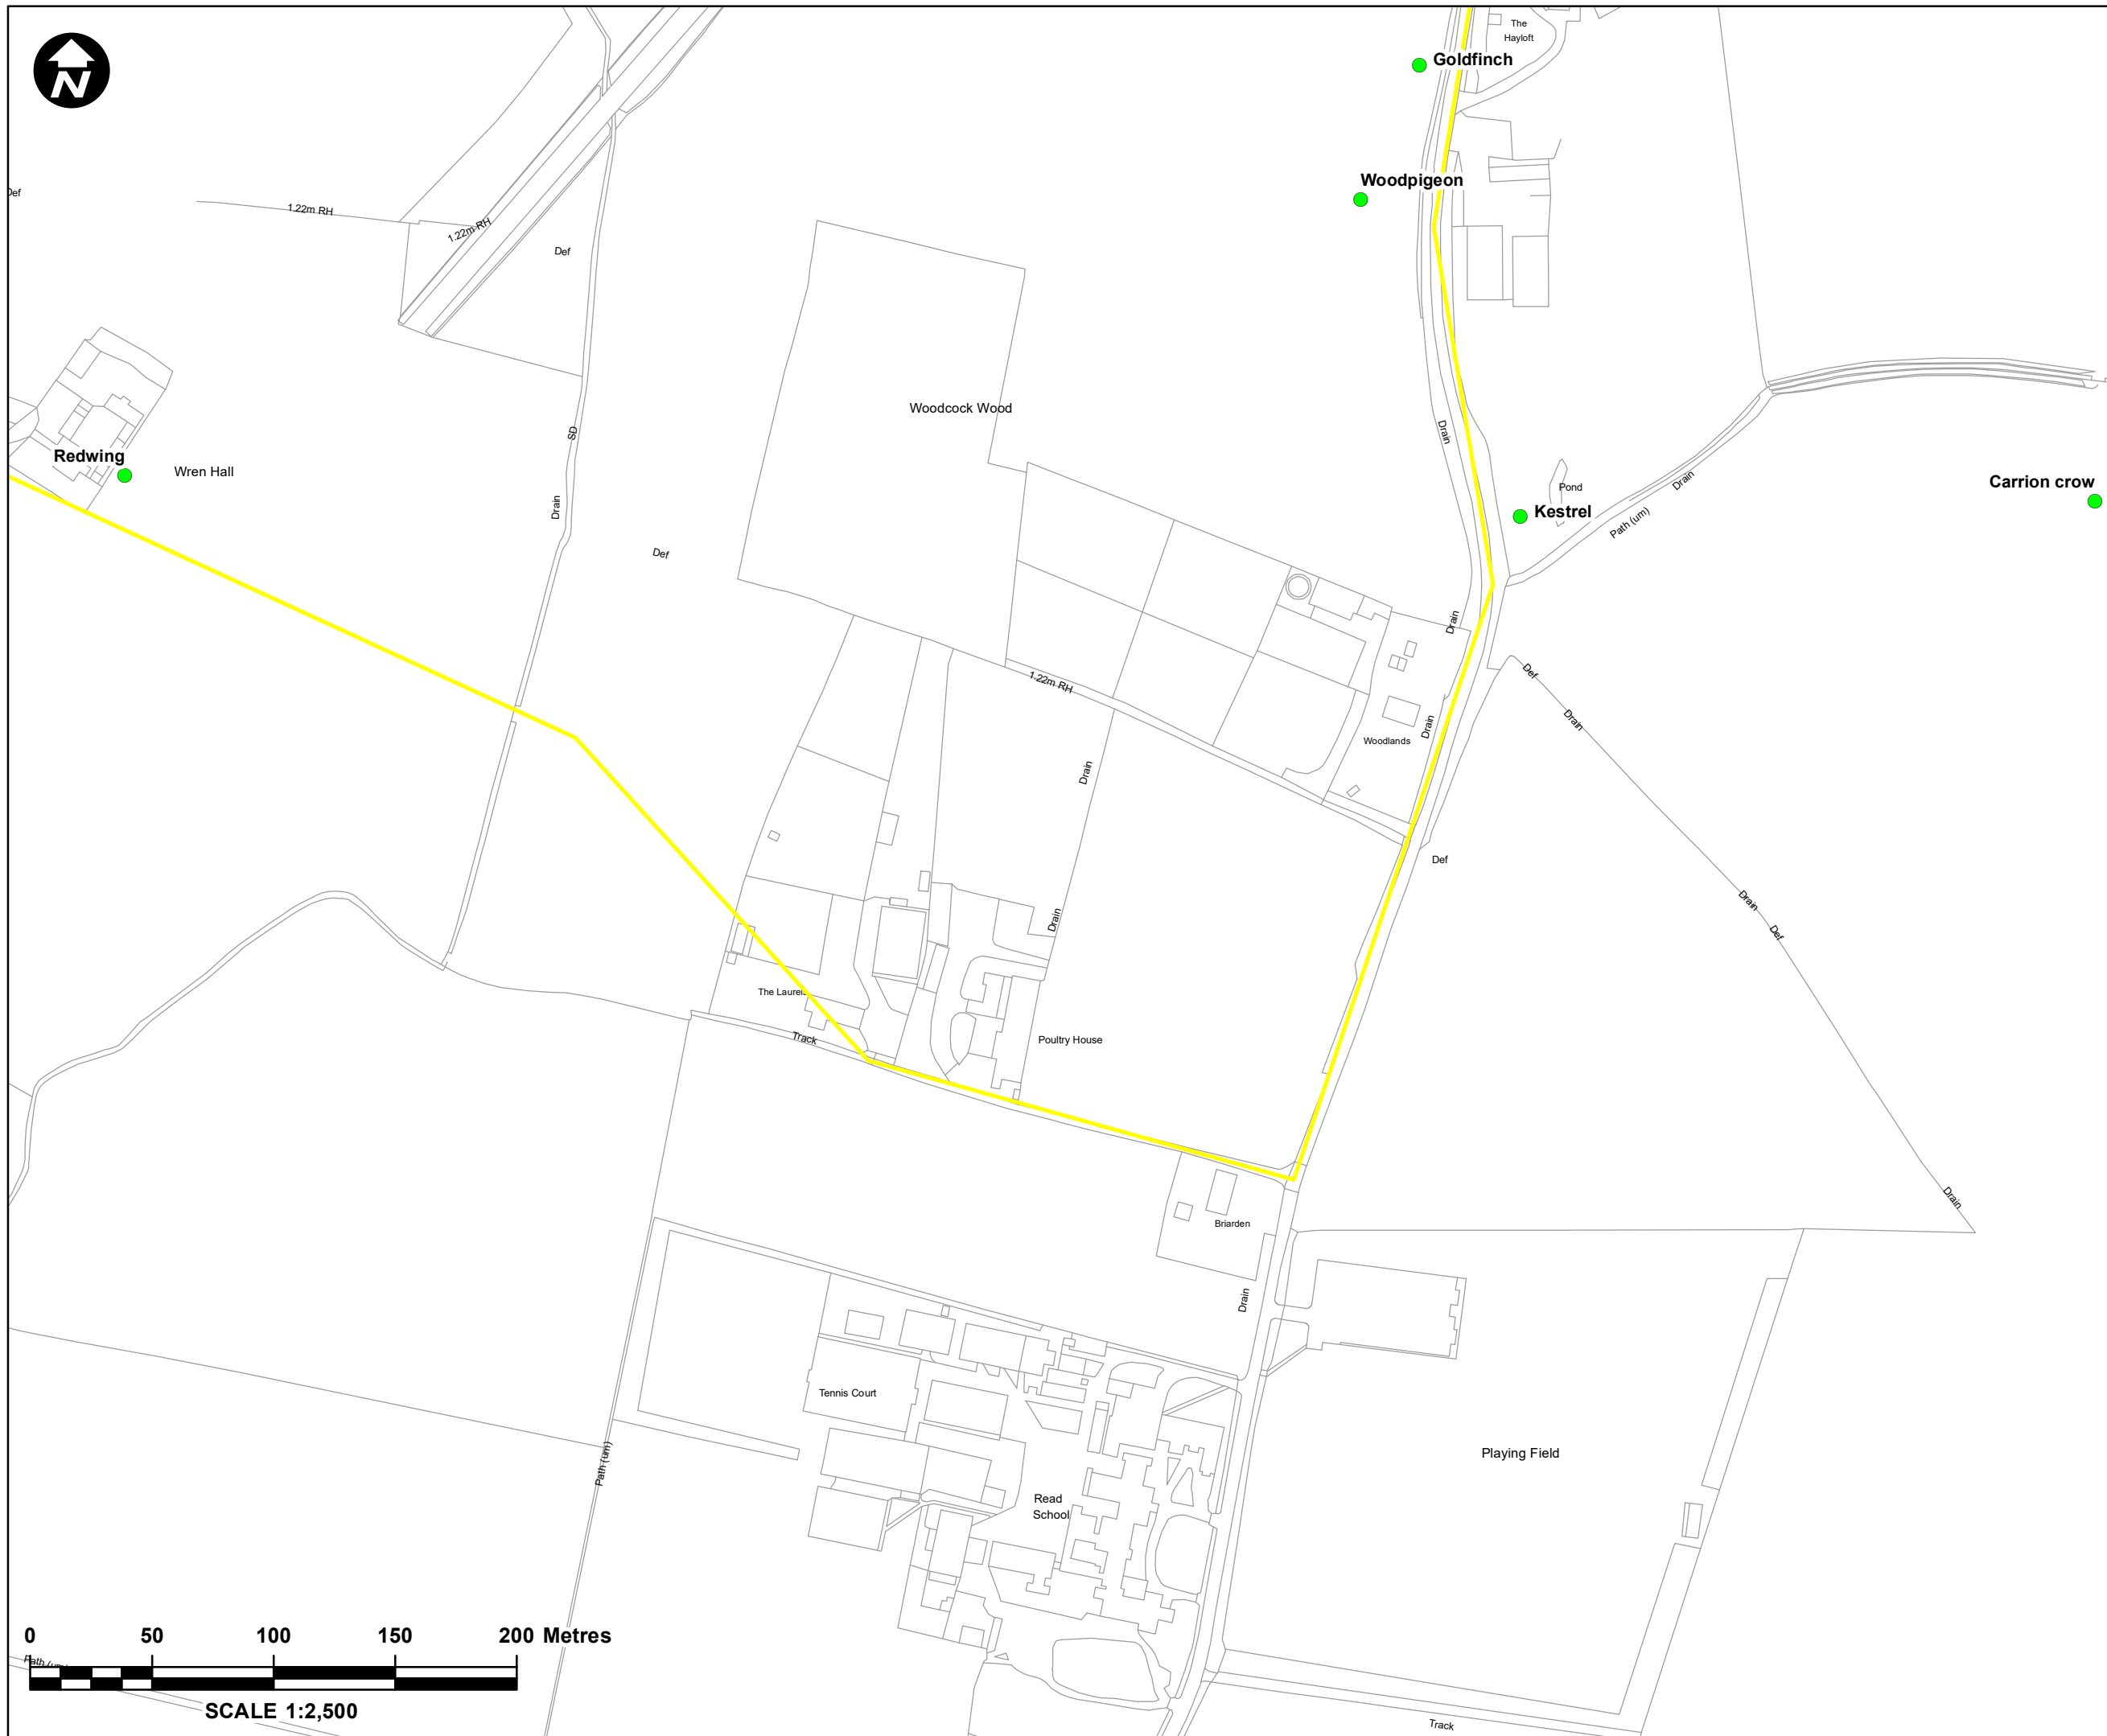 N
The
Hayloft
Goldfinch
Woodpigeon
Def
1.22m RH
1.22m RH
Def
Woodcock Wood
Redwing
Wren Hall
SD
Drain
Drain
Pond
Drain
Carrion crow
Kestrel
Path (um)
Def
Drain
1.22m RH
Def
Drain
Drain
Woodlands
Drain
Def
Drain
Drain
Def
The Laurels
Track
Poultry House
Drain
Briarden
Drain
Tennis Court
Path (um)
Playing Field
Read
School
0 50 100 150 200 Metres
Path (um)
SCALE 1:2,500
Track